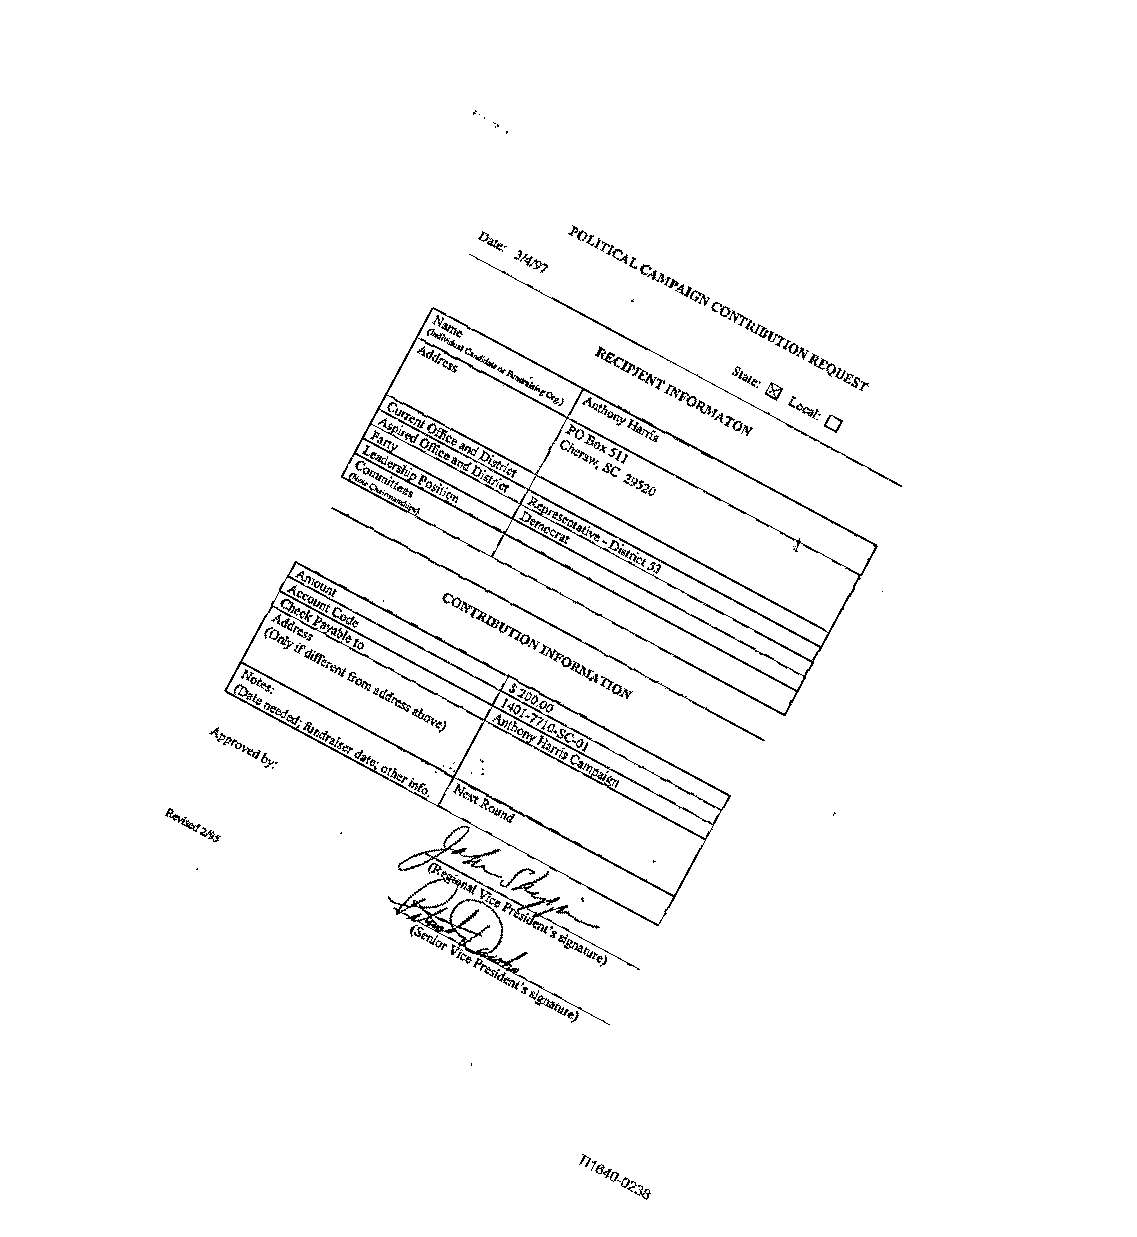 POLITICAL CAMPAIGN CONTRIBUTION REQUEST
Date: 3/4/97
State: ☒ Local: ☐
RECIPIENT INFORMATON
Name
(Individual Candidate or Fundraising Org.)
Anthony Harris
Address
PO Box 511
Cheraw, SC 29520
Current Office and District
Aspired Office and District
Representative - District 53
Party
Democrat
Leadership Position
Committees
(Note Chairmanships)
CONTRIBUTION INFORMATION
Amount
$ 200.00
Account Code
1401-7710-SC-01
Check Payable to
Anthony Harris Campaign
Address
(Only if different from address above)
Notes:
(Date needed; fundraiser date; other info.
Next Round
Approved by:
John
(Regional Vice President's signature)
(Senior Vice President's signature)
Revised 2/95
TI1640-0238